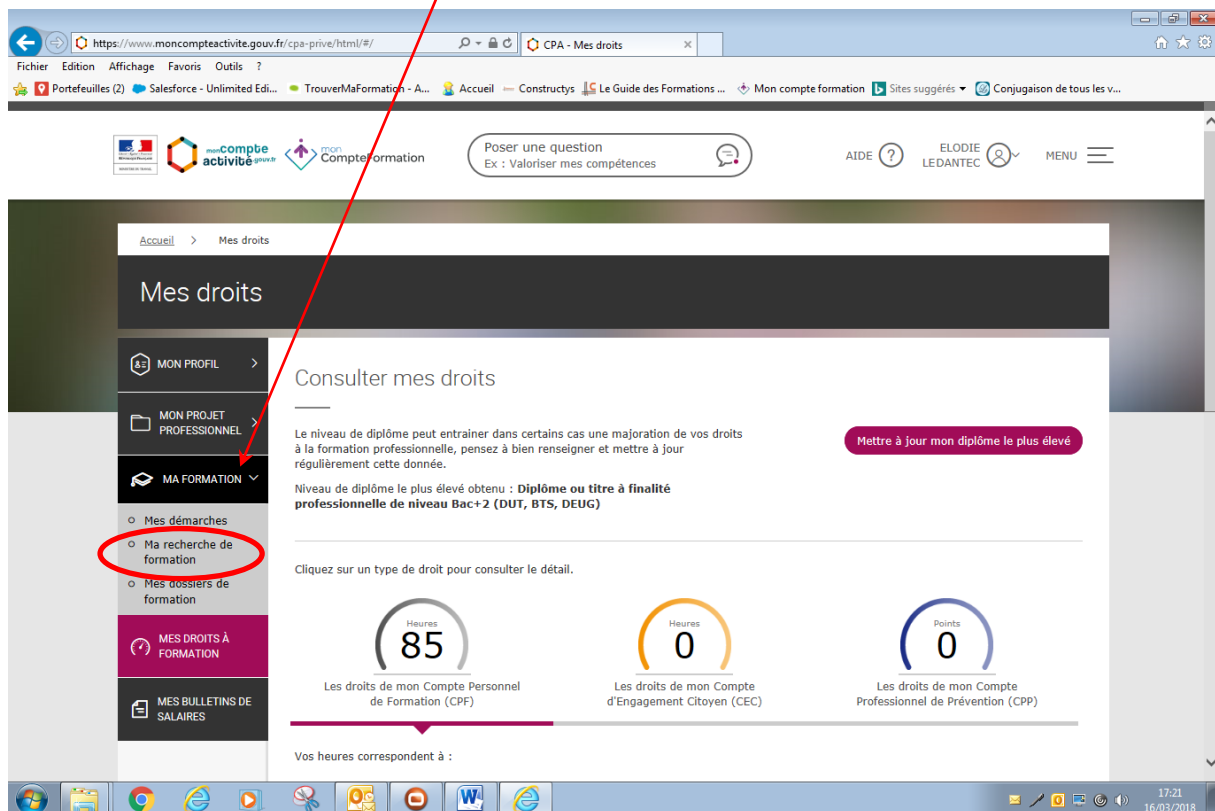 https://www.moncompteactivite.gouv.fr/cpa-prive/html/#/
CPA - Mes droits
Fichier Edition Affichage Favoris Outils ?
Portefeuilles (2) Salesforce - Unlimited Edi... TrouverMaFormation - A... Accueil Constructys Le Guide des Formations ... Mon compte formation Sites suggérés Conjugaison de tous les v...
mon compte
activité.gouv.fr
mon
CompteFormation
Poser une question
Ex : Valoriser mes compétences
AIDE ?
ELODIE
LEDANTEC
MENU
Accueil > Mes droits
Mes droits
MON PROFIL
MON PROJET
PROFESSIONNEL
MA FORMATION
Mes démarches
Ma recherche de
formation
Mes dossiers de
formation
MES DROITS À
FORMATION
MES BULLETINS DE
SALAIRES
Consulter mes droits
Le niveau de diplôme peut entrainer dans certains cas une majoration de vos droits
à la formation professionnelle, pensez à bien renseigner et mettre à jour
régulièrement cette donnée.
Mettre à jour mon diplôme le plus élevé
Niveau de diplôme le plus élevé obtenu : Diplôme ou titre à finalité
professionnelle de niveau Bac+2 (DUT, BTS, DEUG)
Cliquez sur un type de droit pour consulter le détail.
Heures
85
Les droits de mon Compte Personnel
de Formation (CPF)
Heures
0
Les droits de mon Compte
d'Engagement Citoyen (CEC)
Points
0
Les droits de mon Compte
Professionnel de Prévention (CPP)
Vos heures correspondent à :
17:21
16/03/2018